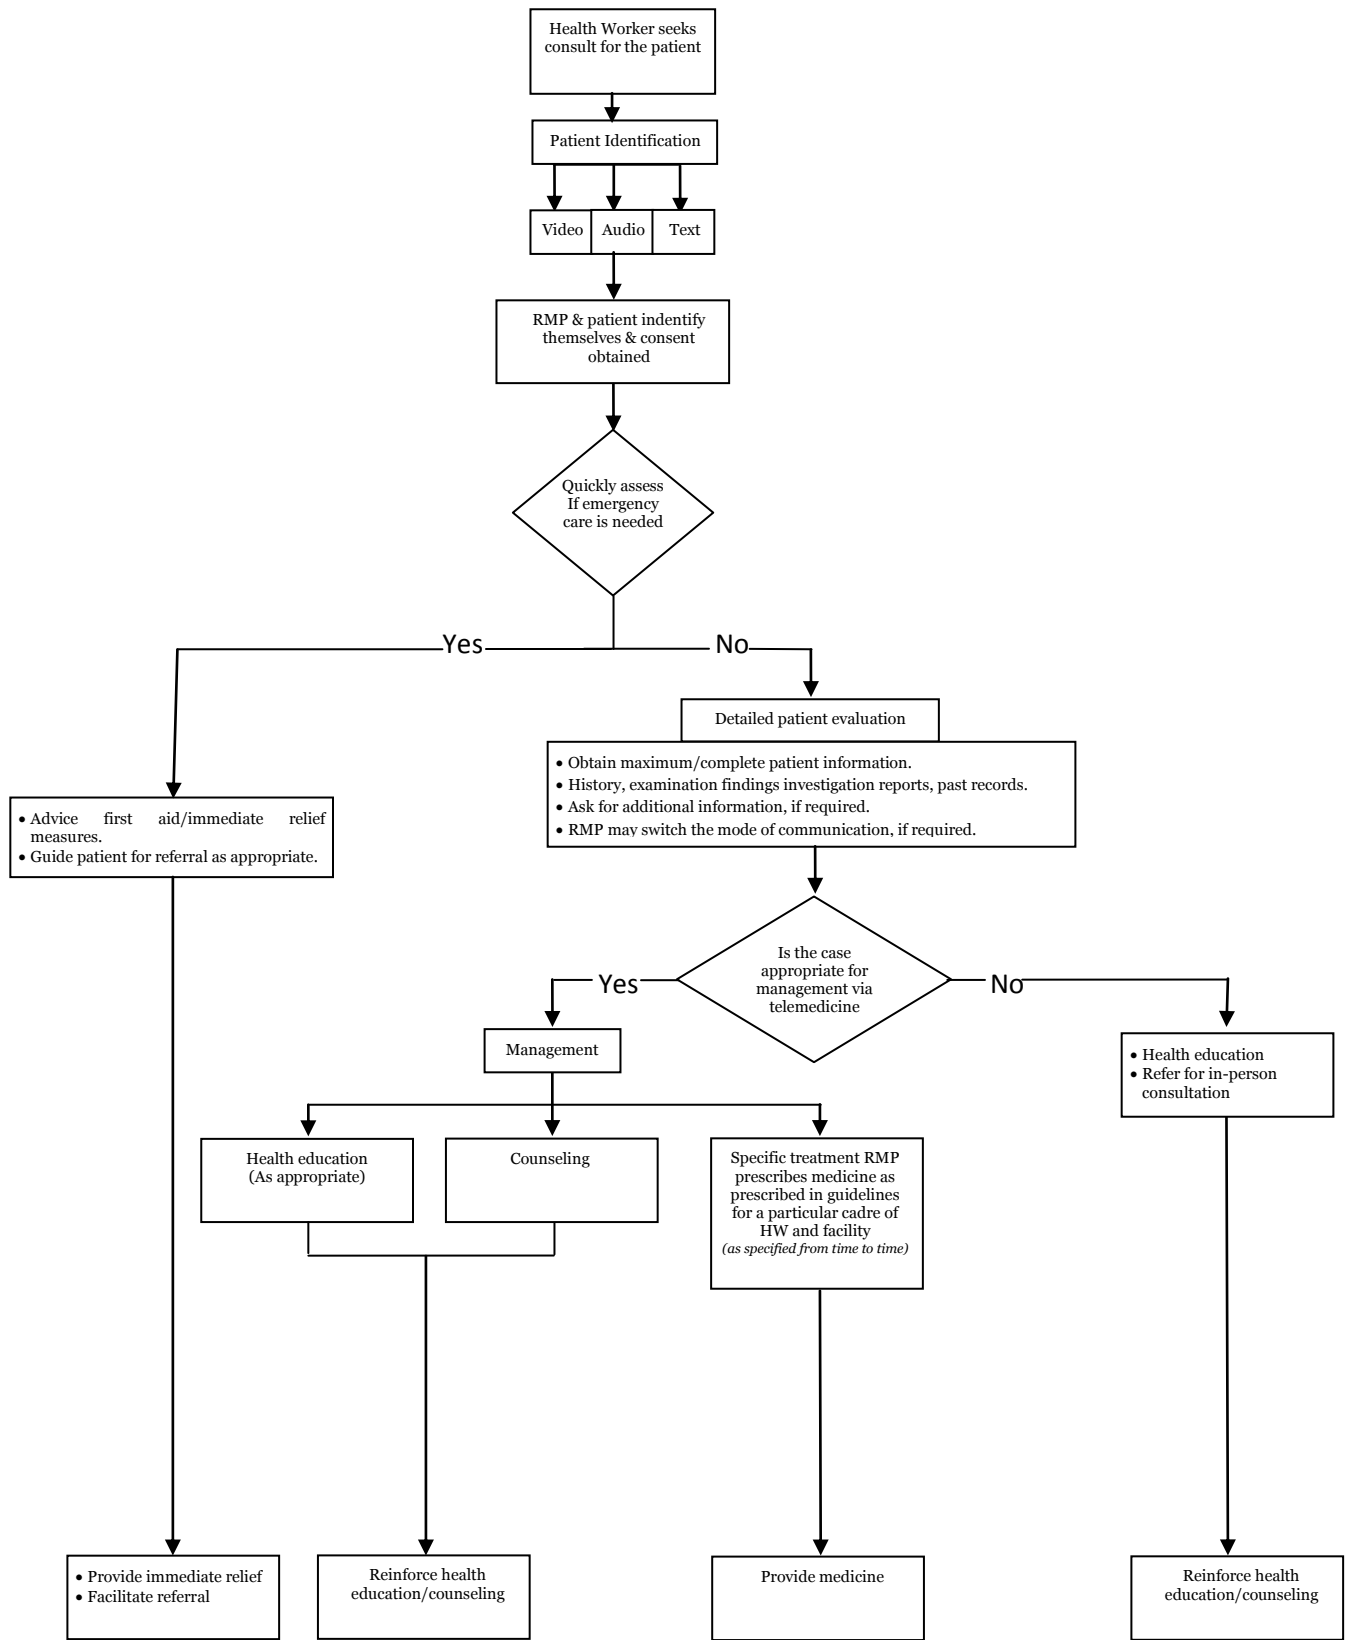 Health Worker seeks
consult for the patient
Patient Identification
Video
Audio
Text
RMP & patient indentify
themselves & consent
obtained
Quickly assess
If emergency
care is needed
Yes
No
Detailed patient evaluation
• Obtain maximum/complete patient information.
• History, examination findings investigation reports, past records.
• Ask for additional information, if required.
• RMP may switch the mode of communication, if required.
• Advice first aid/immediate relief
measures.
• Guide patient for referral as appropriate.
Is the case
appropriate for
management via
telemedicine
Yes
No
Management
• Health education
• Refer for in-person
consultation
Health education
(As appropriate)
Counseling
Specific treatment RMP
prescribes medicine as
prescribed in guidelines
for a particular cadre of
HW and facility
(as specified from time to time)
• Provide immediate relief
• Facilitate referral
Reinforce health
education/counseling
Provide medicine
Reinforce health
education/counseling